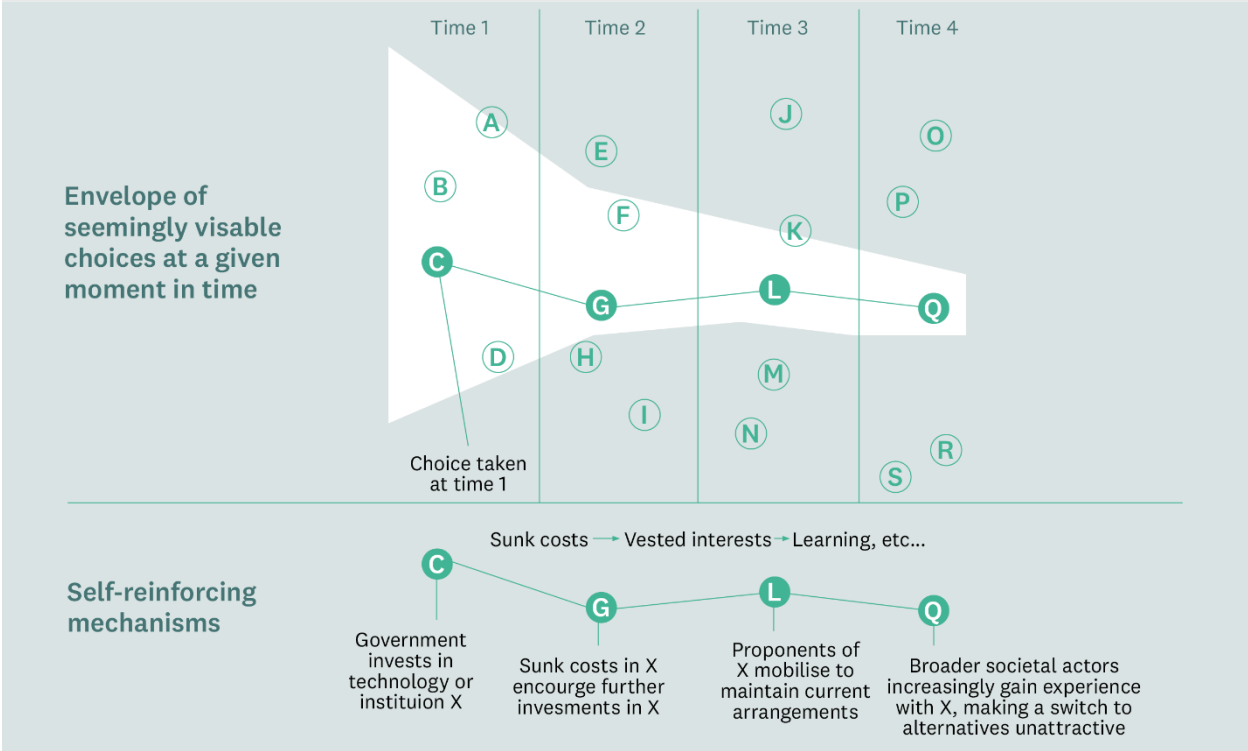 Time 1
Time 2
Time 3
Time 4
A
B
C
D
E
F
G
H
I
J
K
L
M
N
O
P
Q
R
S
Envelope of
seemingly visable
choices at a given
moment in time
Choice taken
at time 1
Sunk costs → Vested interests → Learning, etc...
Self-reinforcing
mechanisms
C
G
L
Q
Government
invests in
technology or
instituion X
Sunk costs in X
encourge further
invesments in X
Proponents of
X mobilise to
maintain current
arrangements
Broader societal actors
increasingly gain experience
with X, making a switch to
alternatives unattractive